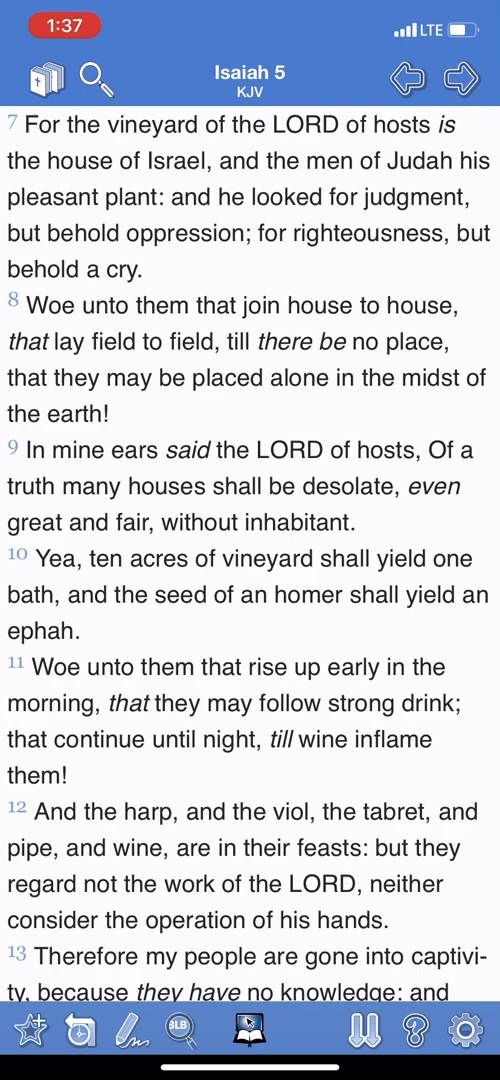 1:37
LTE
Isaiah 5
KJV
7 For the vineyard of the LORD of hosts is
the house of Israel, and the men of Judah his
pleasant plant: and he looked for judgment,
but behold oppression; for righteousness, but
behold a cry.
8 Woe unto them that join house to house,
that lay field to field, till there be no place,
that they may be placed alone in the midst of
the earth!
9 In mine ears said the LORD of hosts, Of a
truth many houses shall be desolate, even
great and fair, without inhabitant.
10 Yea, ten acres of vineyard shall yield one
bath, and the seed of an homer shall yield an
ephah.
11 Woe unto them that rise up early in the
morning, that they may follow strong drink;
that continue until night, till wine inflame
them!
12 And the harp, and the viol, the tabret, and
pipe, and wine, are in their feasts: but they
regard not the work of the LORD, neither
consider the operation of his hands.
13 Therefore my people are gone into captivi-
ty, because they have no knowledge: and
BLB